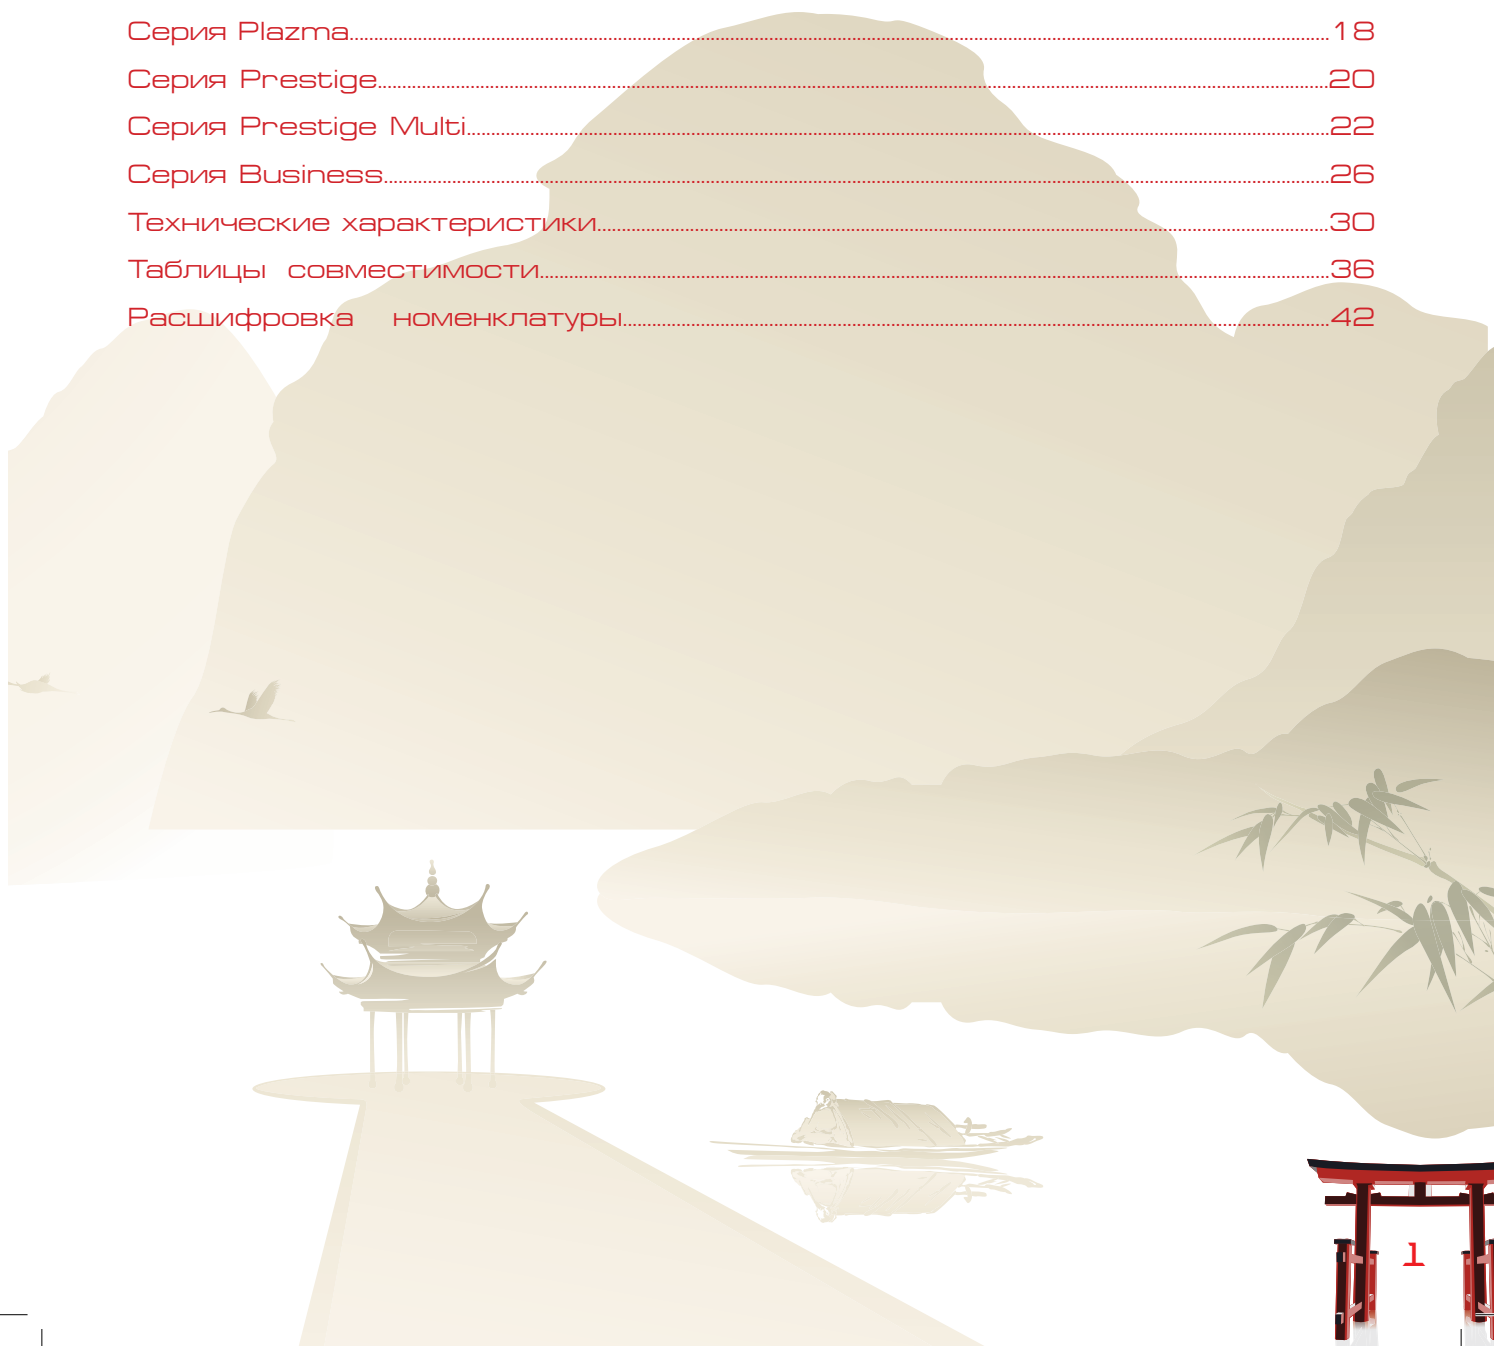 Серия Plazma....................18
Серия Prestige....................20
Серия Prestige Multi....................22
Серия Business....................26
Технические характеристики....................30
Таблицы совместимости....................36
Расшифровка номенклатуры....................42
1